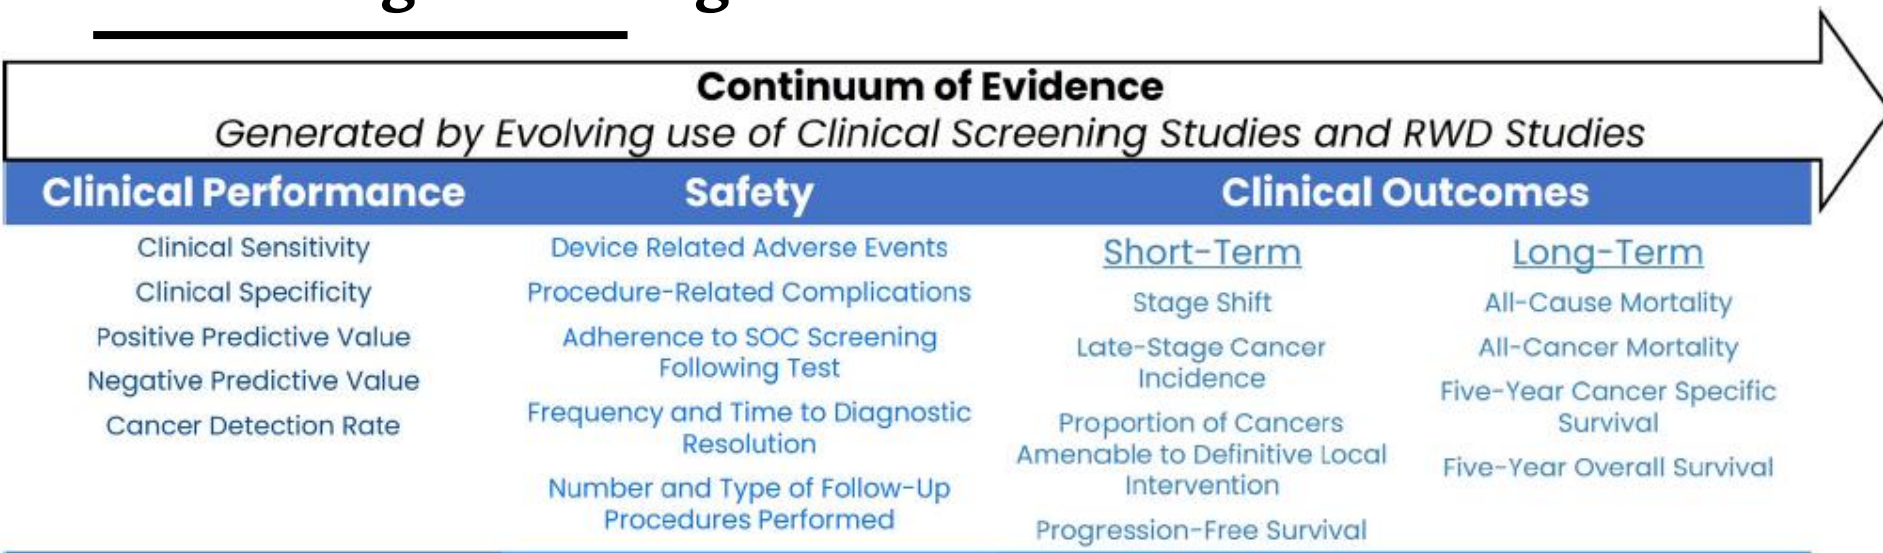 Continuum of Evidence
Generated by Evolving use of Clinical Screening Studies and RWD Studies
Clinical Performance
Clinical Sensitivity
Clinical Specificity
Positive Predictive Value
Negative Predictive Value
Cancer Detection Rate
Safety
Device Related Adverse Events
Procedure-Related Complications
Adherence to SOC Screening
Following Test
Frequency and Time to Diagnostic
Resolution
Number and Type of Follow-Up
Procedures Performed
Clinical Outcomes
Short-Term
Stage Shift
Late-Stage Cancer
Incidence
Proportion of Cancers
Amenable to Definitive Local
Intervention
Progression-Free Survival
Long-Term
All-Cause Mortality
All-Cancer Mortality
Five-Year Cancer Specific
Survival
Five-Year Overall Survival